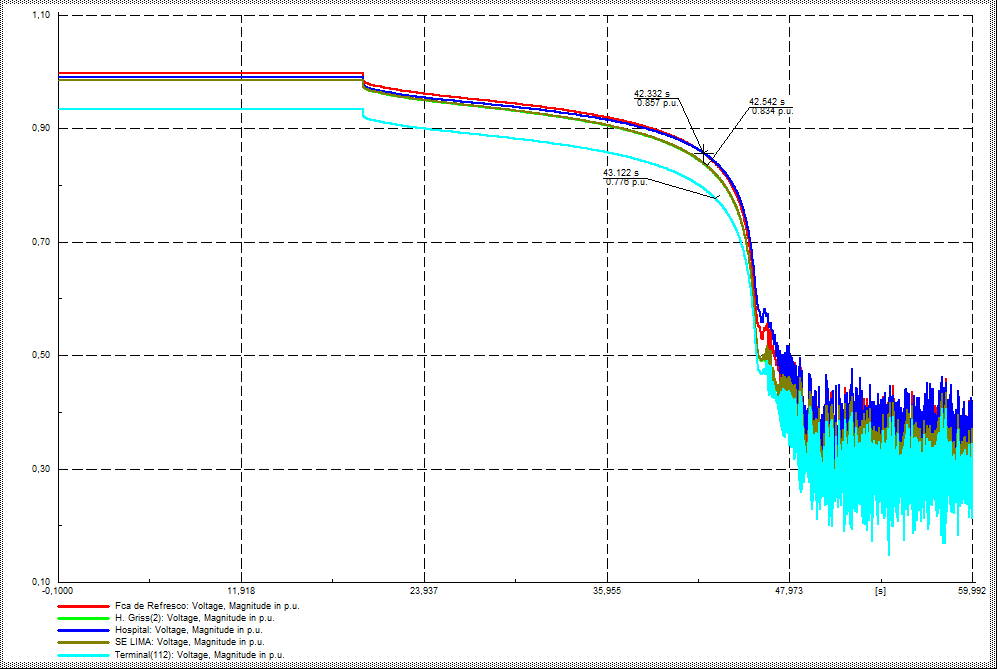 1,10
0,90
0,70
0,50
0,30
0,10
42.332 s
0.857 p.u.
42.542 s
0.834 p.u.
43.122 s
0.776 p.u.
-0,1000 11,918 23,937 35,955 47,973 [s] 59,992
Fca de Refresco: Voltage, Magnitude in p.u.
H. Griss(2): Voltage, Magnitude in p.u.
Hospital: Voltage, Magnitude in p.u.
SE LIMA: Voltage, Magnitude in p.u.
Terminal(112): Voltage, Magnitude in p.u.